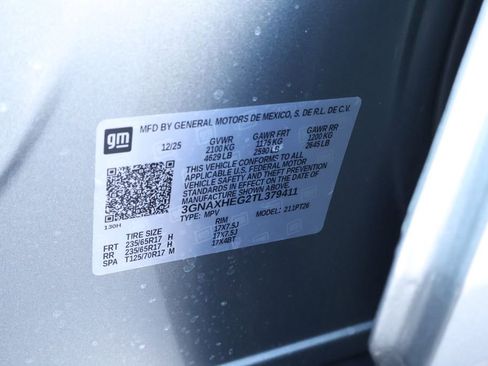 gm
MFD BY GENERAL MOTORS DE MEXICO, S. DE R.L. DE C.V.
12/25 GVWR GAWR FRT GAWR RR
2100 KG 1175 KG 1200 KG
4629 LB 2590 LB 2645 LB
THIS VEHICLE CONFORMS TO ALL
APPLICABLE U.S. FEDERAL MOTOR
VEHICLE SAFETY AND THEFT PREVENTION
STANDARDS IN EFFECT ON THE DATE OF
MANUFACTURE SHOWN ABOVE.
3GNAXHEG2TL379411
TYPE: MPV MODEL: 211PT26
130H
TIRE SIZE RIM
FRT 235/65R17 H 17X7.5J
RR 235/65R17 H 17X7.5J
SPA T125/70R17 M 17X4BT